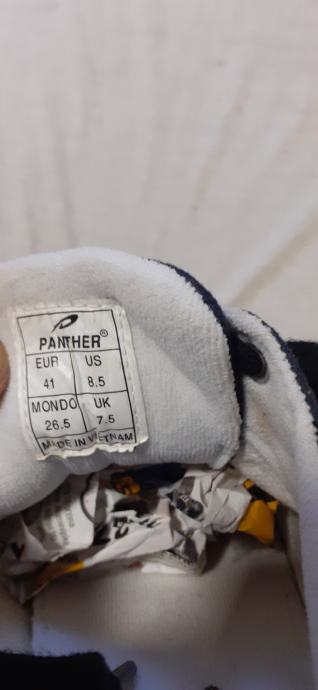 PANTHER®
EUR US
41 8.5
MONDO UK
26.5 7.5
MADE IN VIETNAM